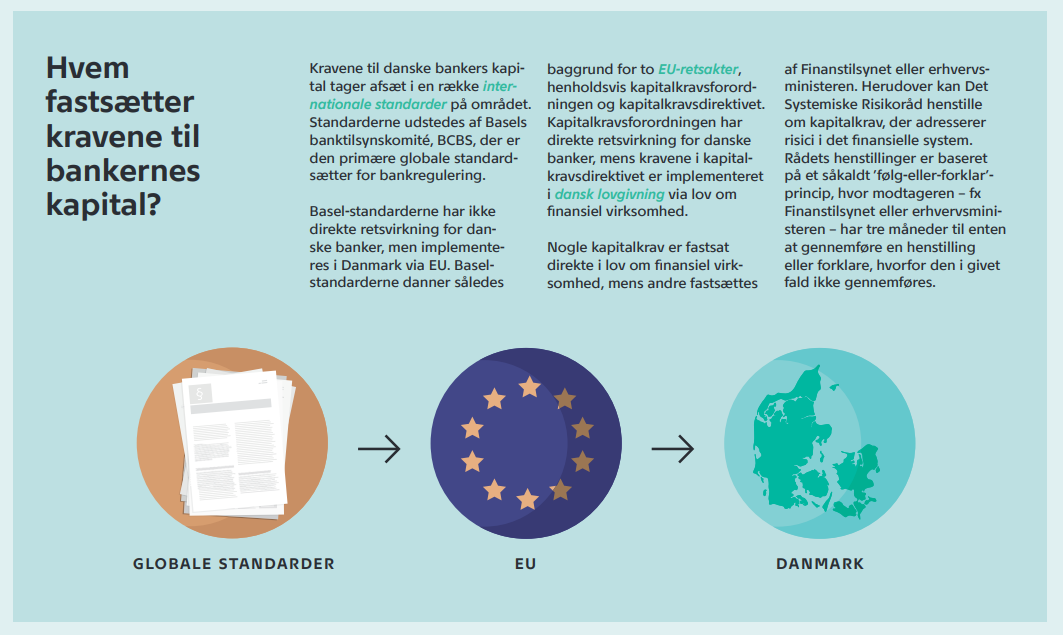 Hvem
fastsætter
kravene til
bankernes
kapital?
Kravene til danske bankers kapi-
tal tager afsæt i en række inter-
nationale standarder på området.
Standarderne udstedes af Basels
banktilsynskomité, BCBS, der er
den primære globale standard-
sætter for bankregulering.
Basel-standarderne har ikke
direkte retsvirkning for dan-
ske banker, men implemente-
res i Danmark via EU. Basel-
standarderne danner således
baggrund for to EU-retsakter,
henholdsvis kapitalkravsforord-
ningen og kapitalkravsdirektivet.
Kapitalkravsforordningen har
direkte retsvirkning for danske
banker, mens kravene i kapital-
kravsdirektivet er implementeret
i dansk lovgivning via lov om
finansiel virksomhed.
Nogle kapitalkrav er fastsat
direkte i lov om finansiel virk-
somhed, mens andre fastsættes
af Finanstilsynet eller erhvervs-
ministeren. Herudover kan Det
Systemiske Risikoråd henstille
om kapitalkrav, der adresserer
risici i det finansielle system.
Rådets henstillinger er baseret
på et såkaldt ’følg-eller-forklar’-
princip, hvor modtageren – fx
Finanstilsynet eller erhvervsmini-
steren – har tre måneder til enten
at gennemføre en henstilling
eller forklare, hvorfor den i givet
fald ikke gennemføres.
§
GLOBALE STANDARDER
EU
DANMARK